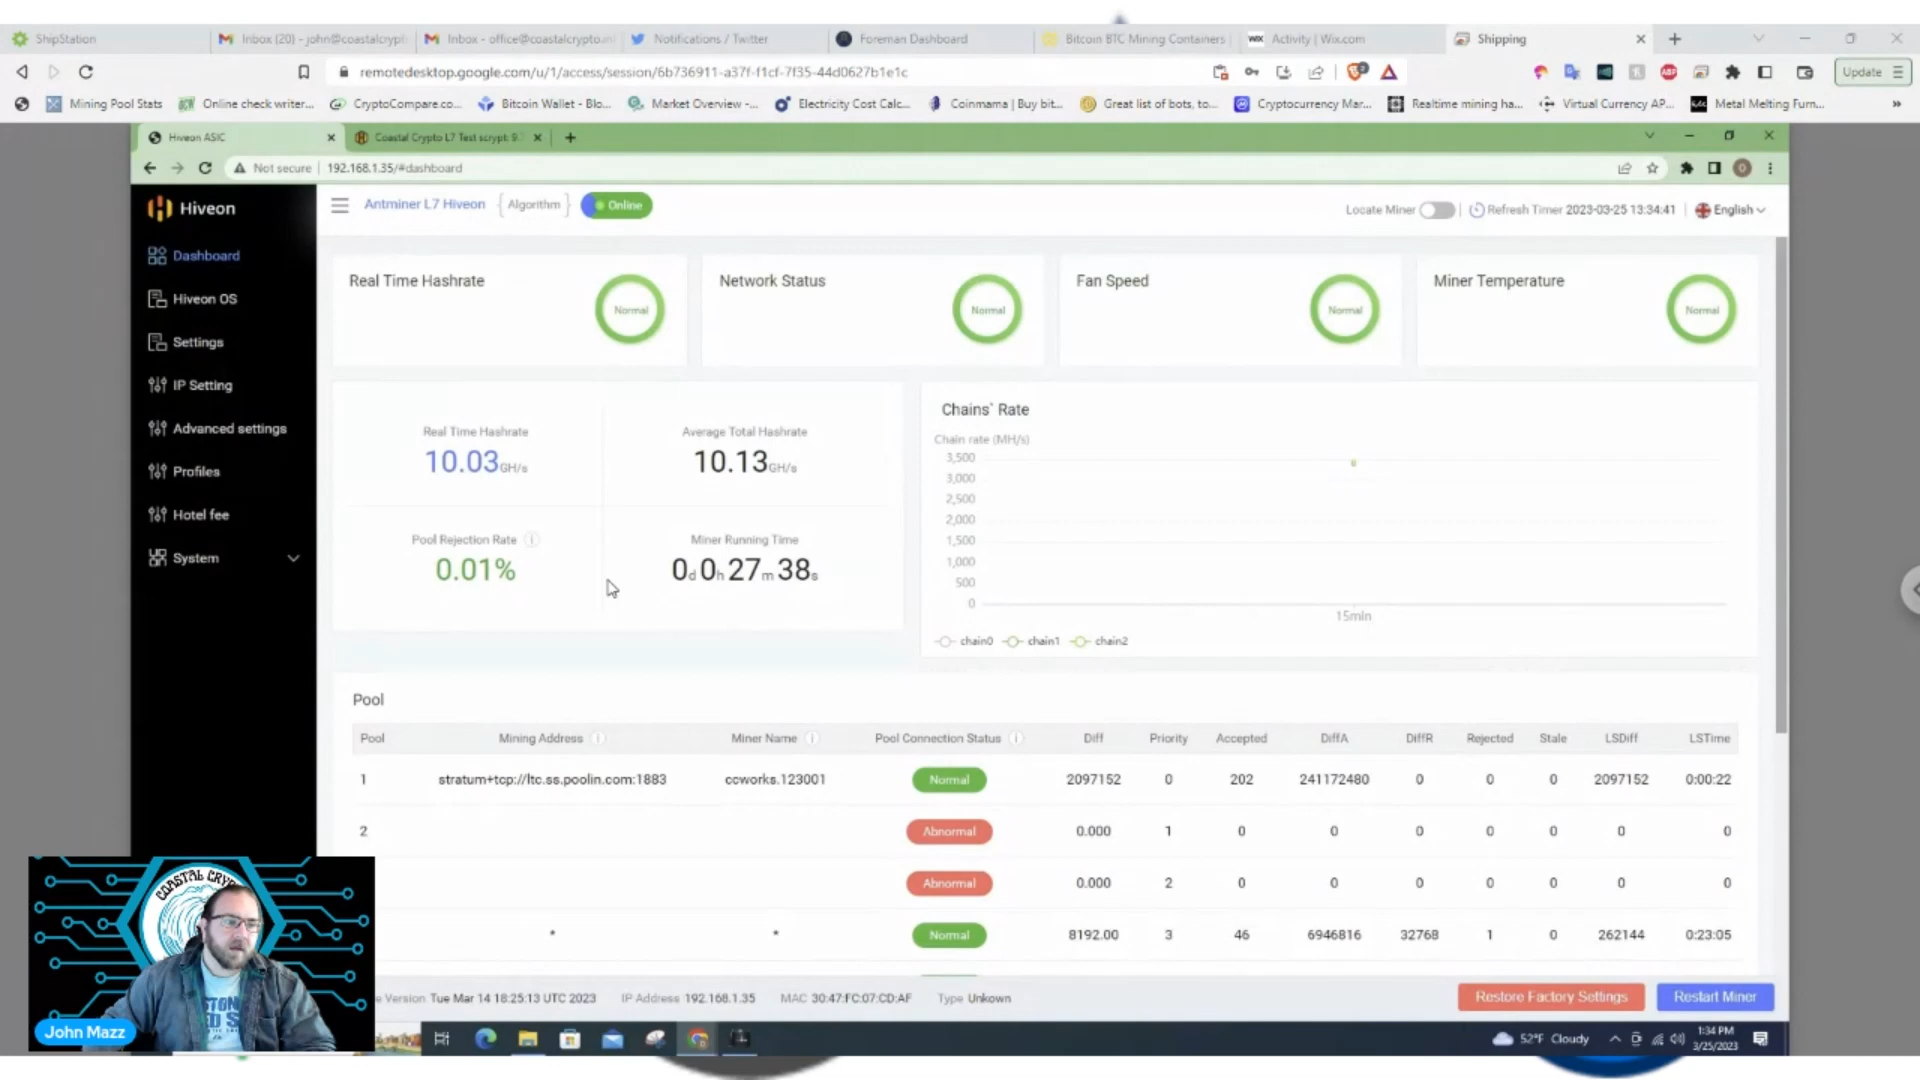 ShipStation
Inbox (20) - john@coastalcrypt
Inbox - office@coastalcrypto.in
Notifications / Twitter
Foreman Dashboard
Bitcoin BTC Mining Containers
WIX Activity | Wix.com
Shipping
remotedesktop.google.com/u/1/access/session/6b736911-a37f-f1cf-7f35-44d0627b1e1c
ABP
Update
Mining Pool Stats
Online check writer...
CryptoCompare.co...
Bitcoin Wallet - Blo...
Market Overview -...
Electricity Cost Calc...
Coinmama | Buy bit...
Great list of bots, to...
Cryptocurrency Mar...
Realtime mining ha...
Virtual Currency AP...
Metal Melting Furn...
Hiveon ASIC
Coastal Crypto L7 Test scrypt: 9.
Not secure | 192.168.1.35/#dashboard
Hiveon
Antminer L7 Hiveon
Algorithm
Online
Locate Miner
Refresh Timer 2023-03-25 13:34:41
English
Dashboard
Hiveon OS
Settings
IP Setting
Advanced settings
Profiles
Hotel fee
System
Real Time Hashrate
Normal
Network Status
Normal
Fan Speed
Normal
Miner Temperature
Normal
Real Time Hashrate
10.03 GH/s
Average Total Hashrate
10.13 GH/s
Pool Rejection Rate
0.01%
Miner Running Time
0d 0h 27m 38s
Chains` Rate
Chain rate (MH/s)
3,500
3,000
2,500
2,000
1,500
1,000
500
0
15min
chain0 chain1 chain2
Pool
Pool Mining Address Miner Name Pool Connection Status Diff Priority Accepted DiffA DiffR Rejected Stale LSDiff LSTime
1 stratum+tcp://ltc.ss.poolin.com:1883 ccworks.123001 Normal 2097152 0 202 241172480 0 0 0 2097152 0:00:22
2 Abnormal 0.000 1 0 0 0 0 0 0 0
Abnormal 0.000 2 0 0 0 0 0 0 0
* * Normal 8192.00 3 46 6946816 32768 1 0 262144 0:23:05
e Version Tue Mar 14 18:25:13 UTC 2023
IP Address 192.168.1.35
MAC 30:47:FC:07:CD:AF
Type Unkown
Restore Factory Settings
Restart Miner
52°F Cloudy
1:34 PM
3/25/2023
COASTAL CRY
John Mazz